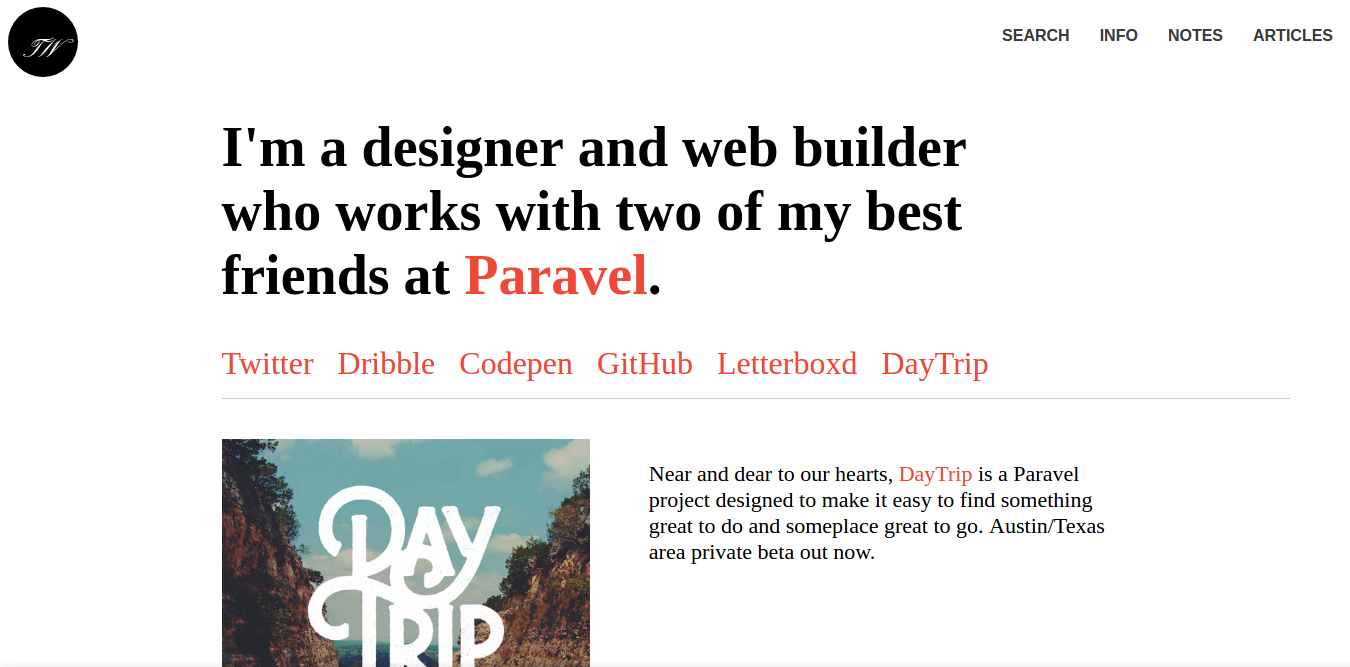 TW
SEARCH INFO NOTES ARTICLES
I'm a designer and web builder
who works with two of my best
friends at Paravel.
Twitter Dribble Codepen GitHub Letterboxd DayTrip
DAY
TRIP
Near and dear to our hearts, DayTrip is a Paravel
project designed to make it easy to find something
great to do and someplace great to go. Austin/Texas
area private beta out now.